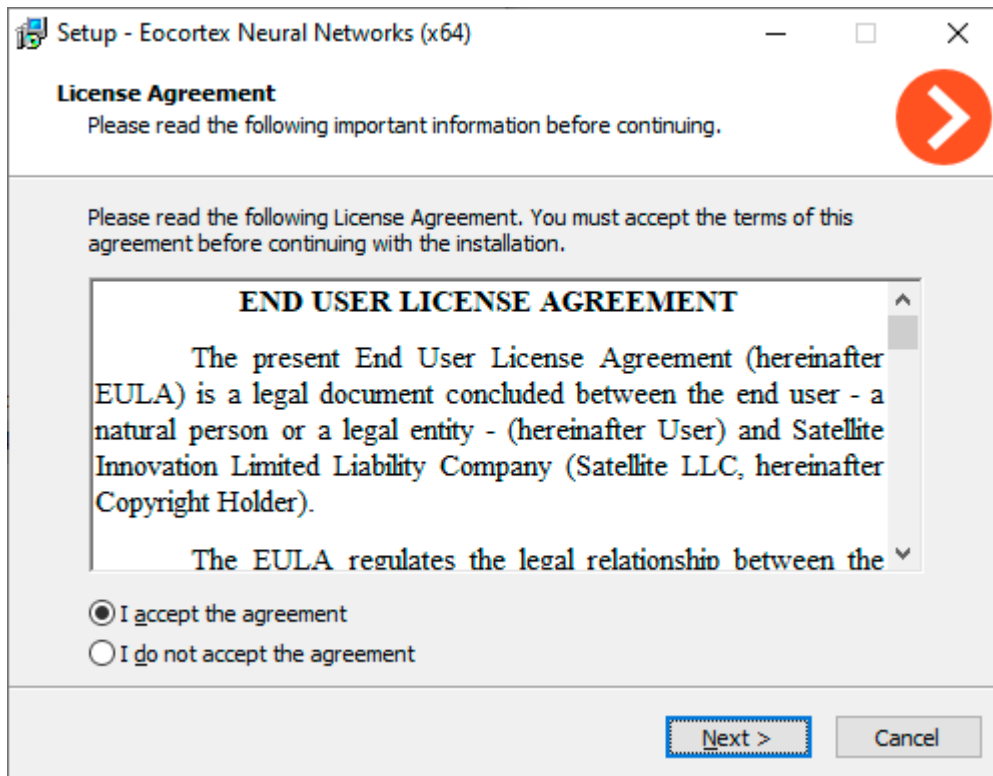 Setup - Eocortex Neural Networks (x64)
License Agreement
Please read the following important information before continuing.
Please read the following License Agreement. You must accept the terms of this
agreement before continuing with the installation.
END USER LICENSE AGREEMENT
The present End User License Agreement (hereinafter
EULA) is a legal document concluded between the end user - a
natural person or a legal entity - (hereinafter User) and Satellite
Innovation Limited Liability Company (Satellite LLC, hereinafter
Copyright Holder).
The EULA regulates the legal relationship between the
I accept the agreement
I do not accept the agreement
Next >
Cancel